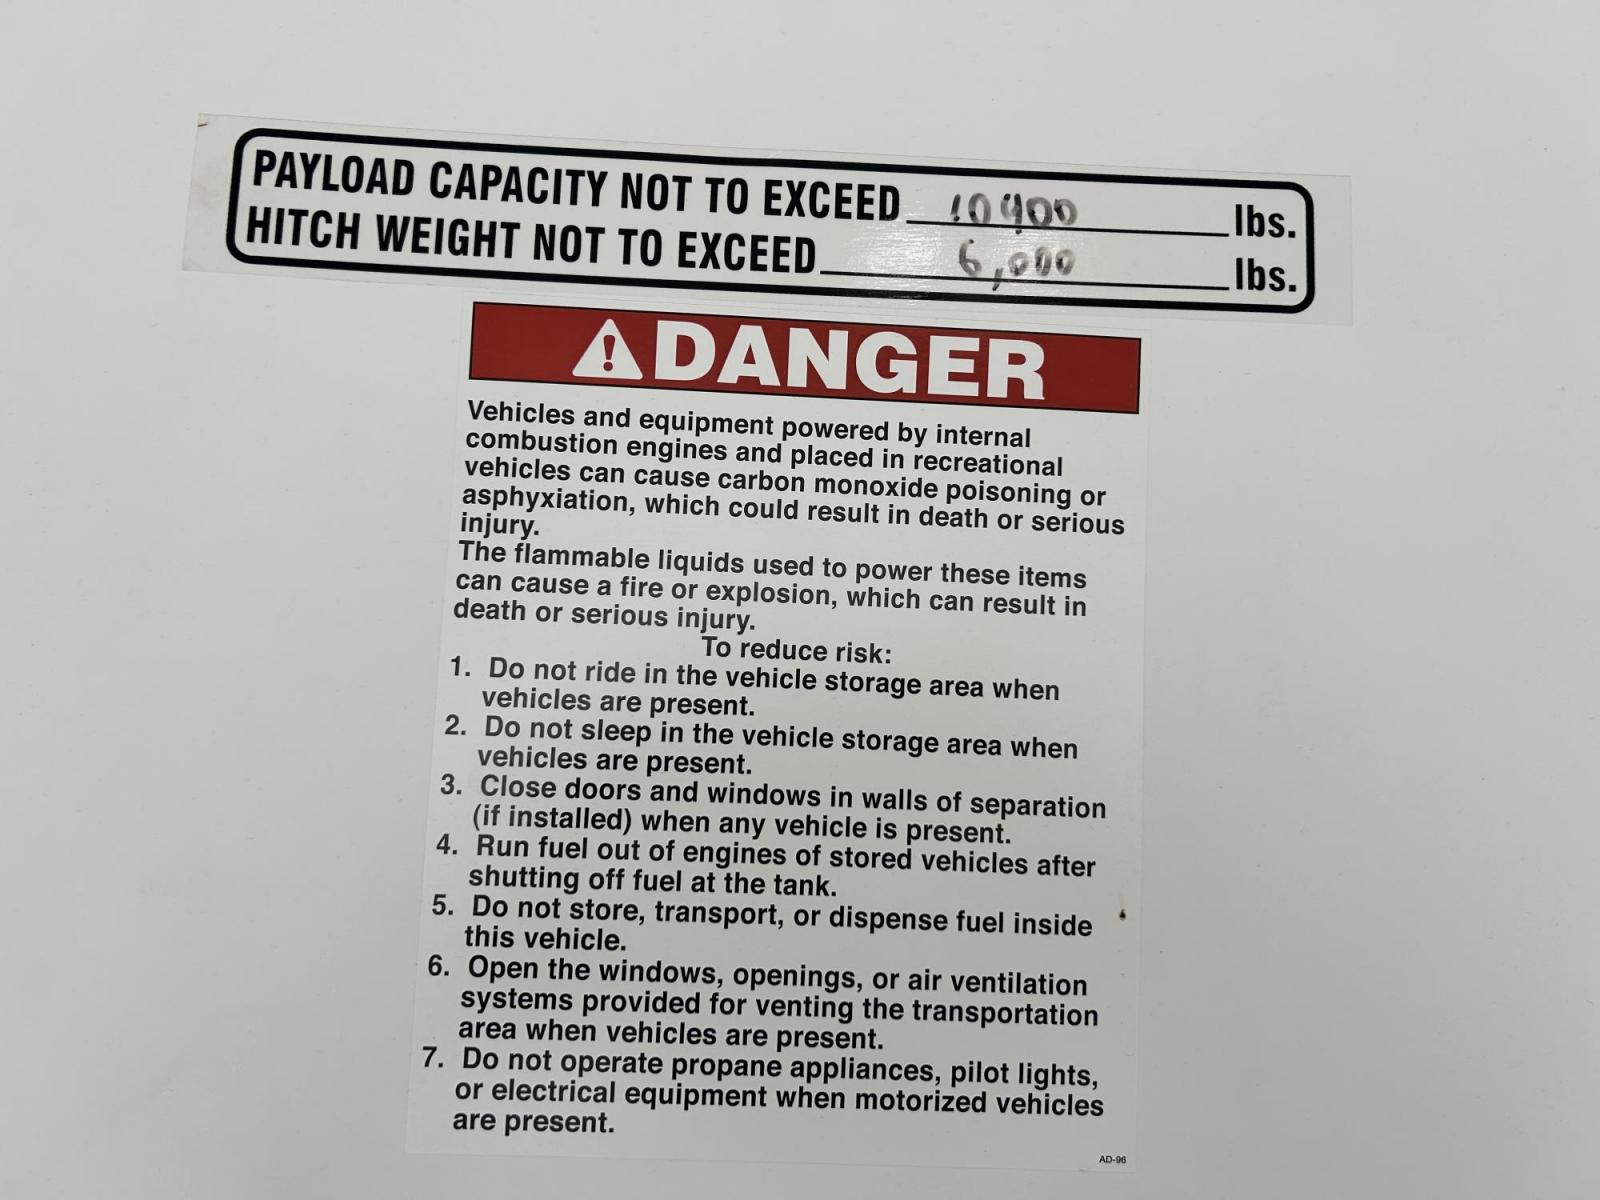 PAYLOAD CAPACITY NOT TO EXCEED 10400 lbs.
HITCH WEIGHT NOT TO EXCEED 6,000 lbs.
DANGER
Vehicles and equipment powered by internal
combustion engines and placed in recreational
vehicles can cause carbon monoxide poisoning or
asphyxiation, which could result in death or serious
injury.
The flammable liquids used to power these items
can cause a fire or explosion, which can result in
death or serious injury.
To reduce risk:
1. Do not ride in the vehicle storage area when
vehicles are present.
2. Do not sleep in the vehicle storage area when
vehicles are present.
3. Close doors and windows in walls of separation
(if installed) when any vehicle is present.
4. Run fuel out of engines of stored vehicles after
shutting off fuel at the tank.
5. Do not store, transport, or dispense fuel inside
this vehicle.
6. Open the windows, openings, or air ventilation
systems provided for venting the transportation
area when vehicles are present.
7. Do not operate propane appliances, pilot lights,
or electrical equipment when motorized vehicles
are present.
AD-96